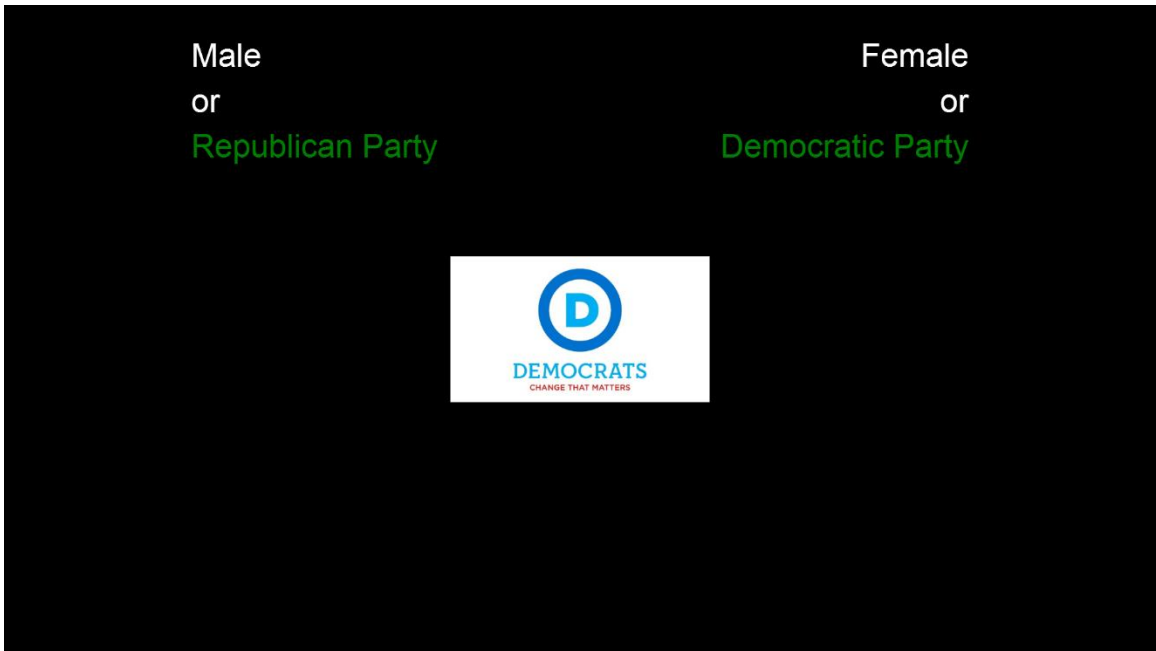 Male
or
Republican Party
Female
or
Democratic Party
D
DEMOCRATS
CHANGE THAT MATTERS